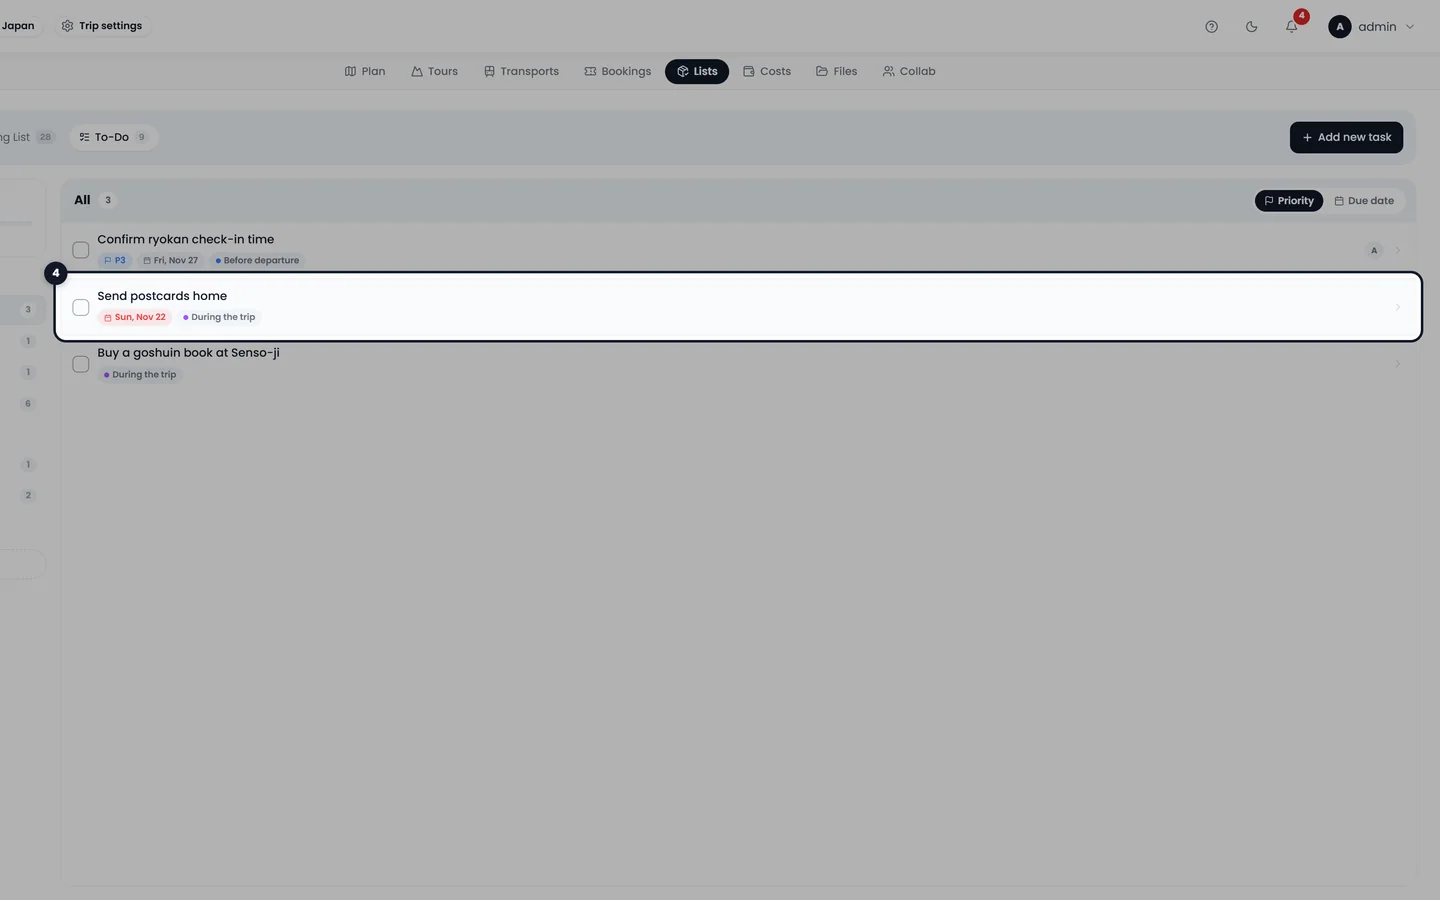 Japan Trip settings 4 A admin
Plan Tours Transports Bookings Lists Costs Files Collab
ng List 28 To-Do 9 + Add new task
All 3 Priority Due date
Confirm ryokan check-in time
P3 Fri, Nov 27 Before departure A
4
Send postcards home
Sun, Nov 22 During the trip
Buy a goshuin book at Senso-ji
During the trip
3
1
1
6
1
2